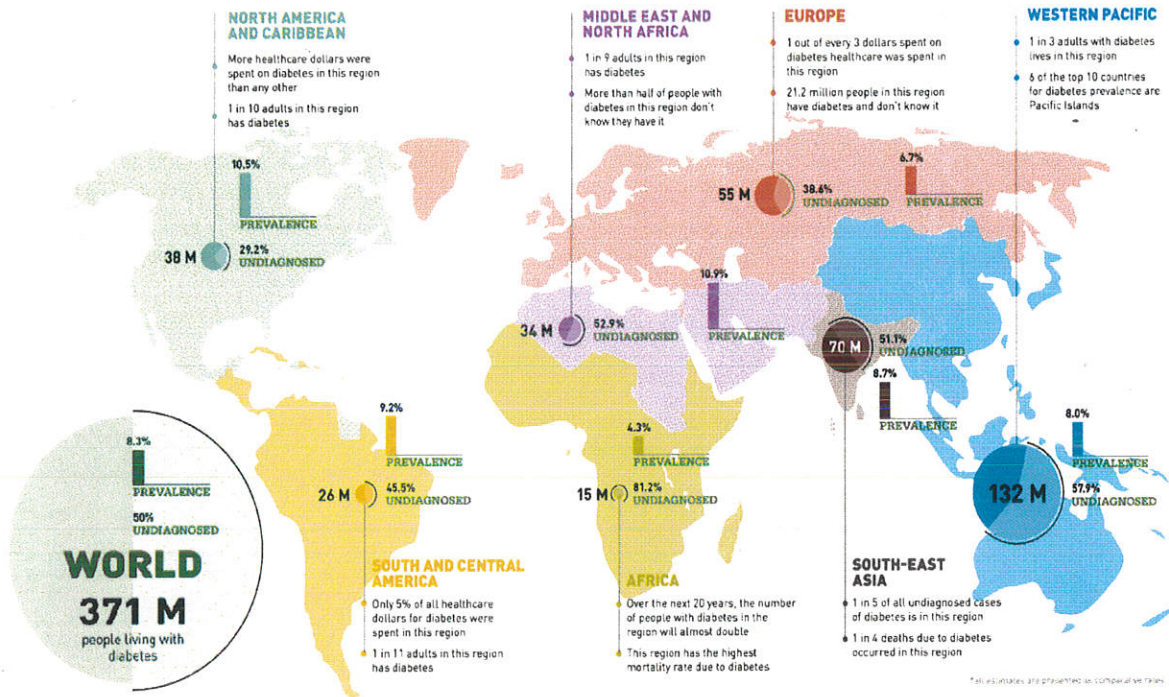 NORTH AMERICA
AND CARIBBEAN
More healthcare dollars were
spent on diabetes in this region
than any other
1 in 10 adults in this region
has diabetes
MIDDLE EAST AND
NORTH AFRICA
1 in 9 adults in this region
has diabetes
More than half of people with
diabetes in this region don't
know they have it
EUROPE
1 out of every 3 dollars spent on
diabetes healthcare was spent in
this region
21.2 million people in this region
have diabetes and don't know it
WESTERN PACIFIC
1 in 3 adults with diabetes
lives in this region
6 of the top 10 countries
for diabetes prevalence are
Pacific Islands
10.5%
PREVALENCE
38 M
29.2%
UNDIAGNOSED
55 M
38.6%
UNDIAGNOSED
6.7%
PREVALENCE
10.9%
PREVALENCE
34 M
52.9%
UNDIAGNOSED
70 M
51.1%
UNDIAGNOSED
8.7%
PREVALENCE
9.2%
PREVALENCE
26 M
45.5%
UNDIAGNOSED
4.3%
PREVALENCE
15 M
81.2%
UNDIAGNOSED
8.0%
PREVALENCE
132 M
57.9%
UNDIAGNOSED
8.3%
PREVALENCE
50%
UNDIAGNOSED
WORLD
371 M
people living with
diabetes
SOUTH AND CENTRAL
AMERICA
Only 5% of all healthcare
dollars for diabetes were
spent in this region
1 in 11 adults in this region
has diabetes
AFRICA
Over the next 20 years, the number
of people with diabetes in the
region will almost double
This region has the highest
mortality rate due to diabetes
SOUTH-EAST
ASIA
1 in 5 of all undiagnosed cases
of diabetes is in this region
1 in 4 deaths due to diabetes
occurred in this region
*all estimates are presented as comparative rates